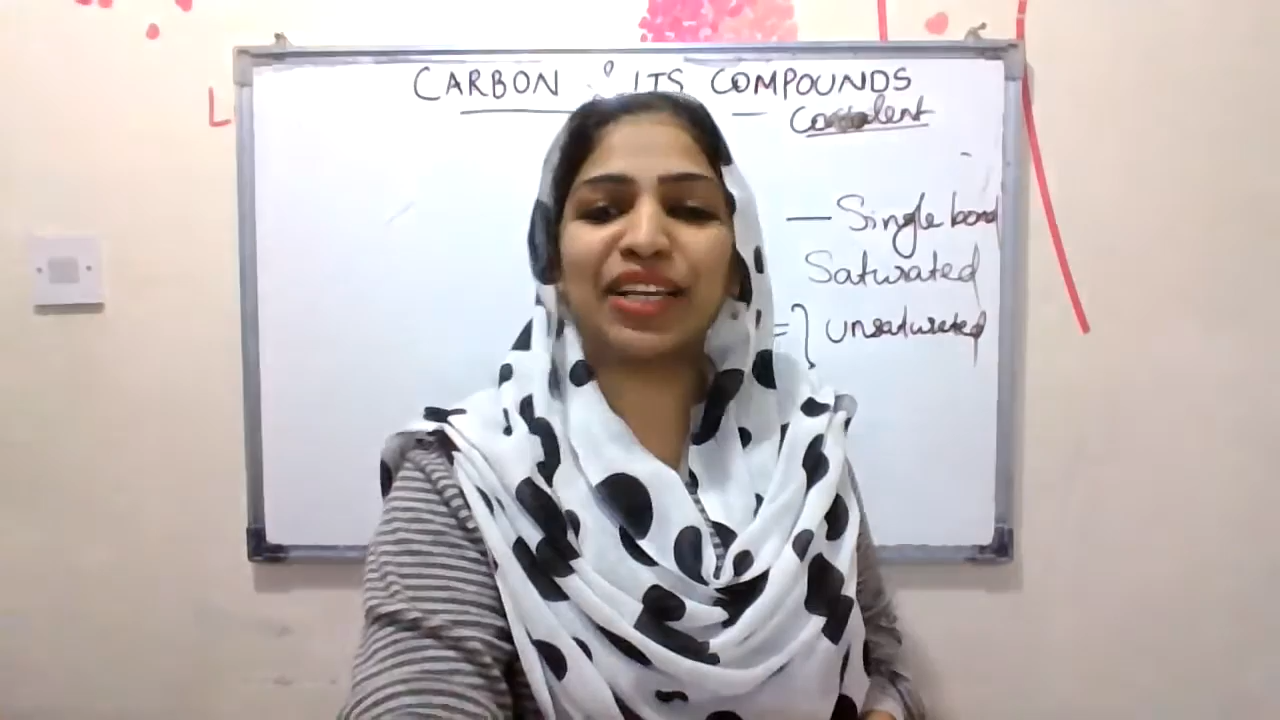 CARBON & ITS COMPOUNDS
Covalent
— Single bond
Saturated
= } unsaturated
L